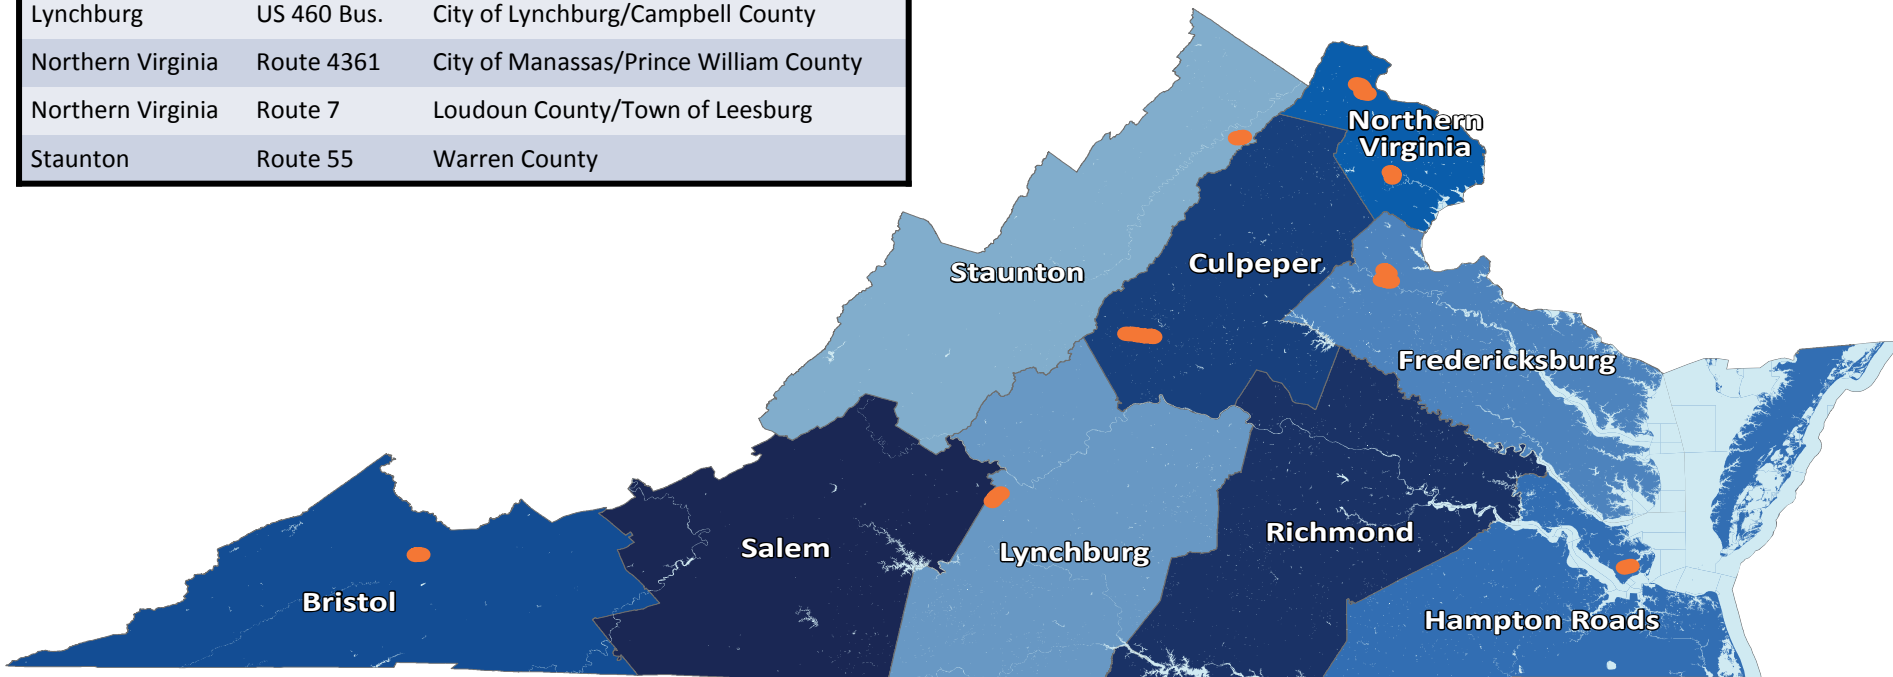 Lynchburg US 460 Bus. City of Lynchburg/Campbell County
Northern Virginia Route 4361 City of Manassas/Prince William County
Northern Virginia Route 7 Loudoun County/Town of Leesburg
Staunton Route 55 Warren County
Northern
Virginia
Staunton
Culpeper
Fredericksburg
Richmond
Salem
Lynchburg
Bristol
Hampton Roads